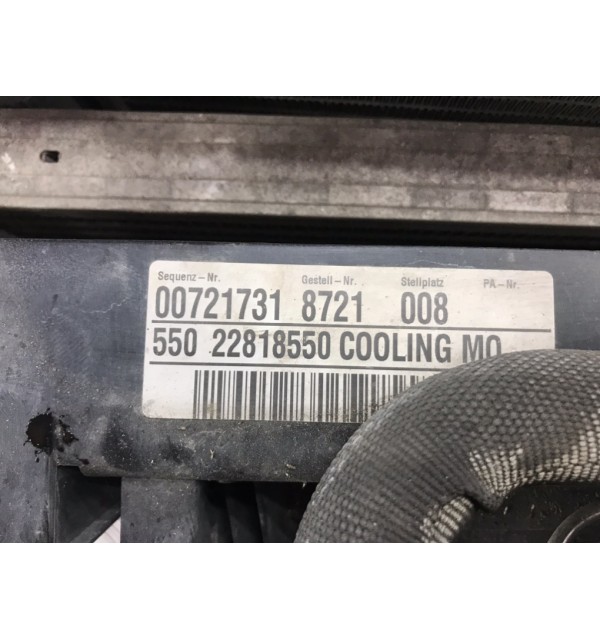 Sequenz-Nr. Gestell-Nr. Stellplatz PA-Nr.
00721731 8721 008
550 22818550 COOLING MO